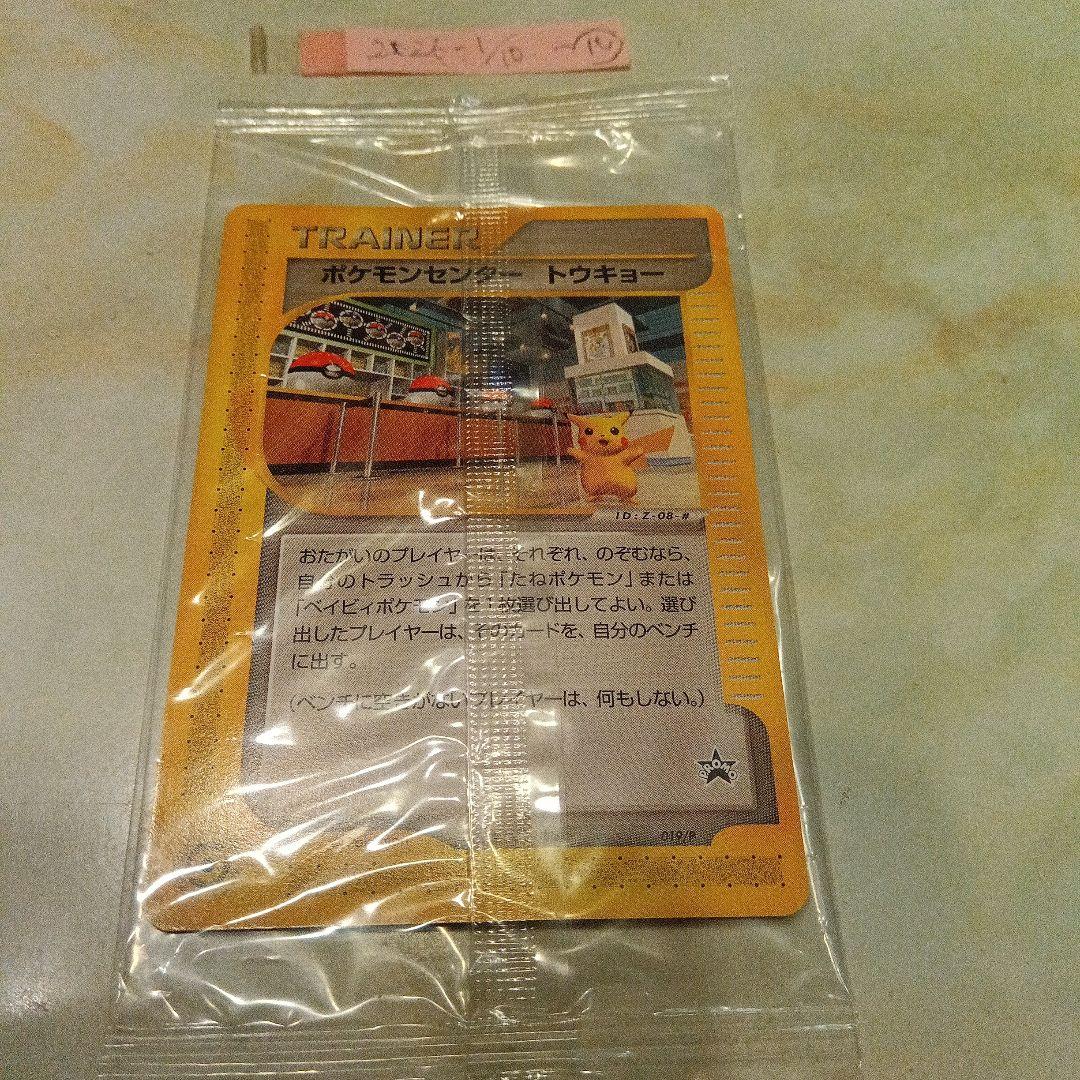 TRAINER
ポケモンセンター トウキョー
ID:Z-08-#
おたがいのプレイヤーは、それぞれ、のぞむなら、
自分のトラッシュから「たねポケモン」または
「ベイビィポケモン」を1枚選び出してよい。選び
出したプレイヤーは、そのカードを、自分のベンチ
に出す。
(ベンチに空きがないプレイヤーは、何もしない。)
PROMO
019/P